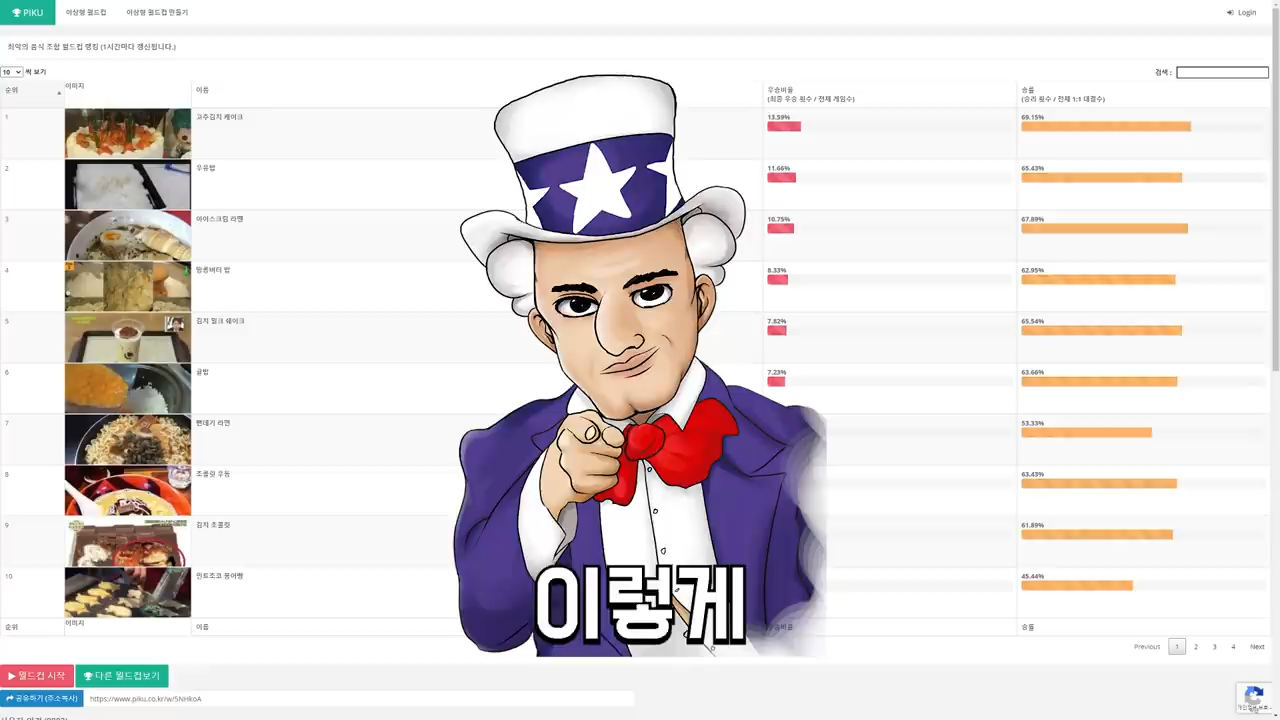 PIKU
이상형 월드컵
이상형 월드컵 만들기
Login
최악의 음식 조합 월드컵 랭킹 (1시간마다 갱신됩니다.)
10 씩 보기
검색 :
순위
이미지
이름
우승비율
(최종 우승 횟수 / 전체 게임수)
승률
(승리 횟수 / 전체 1:1 대결수)
1
고추김치 케이크
13.59%
69.15%
2
우유밥
11.66%
65.43%
3
아이스크림 라멘
10.75%
67.89%
4
땅콩버터 밥
8.33%
62.95%
5
김치 밀크 쉐이크
7.82%
65.54%
6
귤밥
7.23%
63.66%
7
뻔데기 라면
53.33%
8
초콜릿 우동
63.43%
9
김치 초콜릿
61.89%
10
민트초코 붕어빵
45.44%
이렇게
순위
이미지
이름
승률
Previous
1
2
3
4
Next
월드컵 시작
다른 월드컵보기
공유하기 (주소복사)
https://www.piku.co.kr/w/5NHkoA